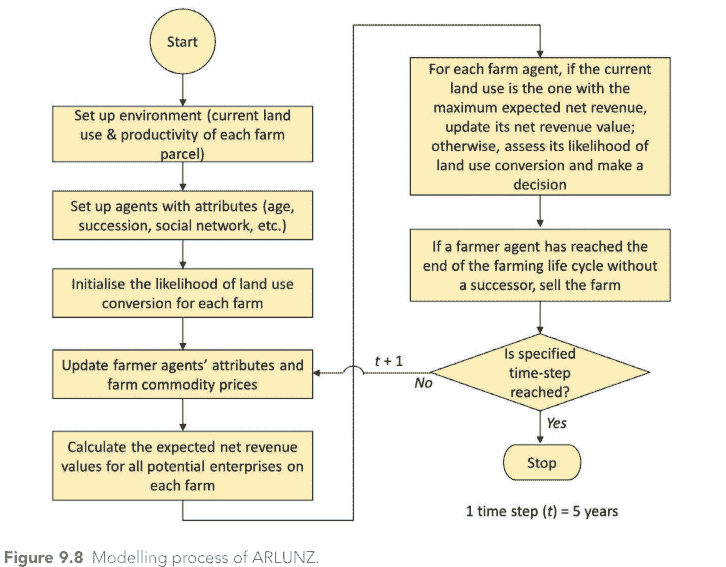 Start
Set up environment (current land
use & productivity of each farm
parcel)
Set up agents with attributes (age,
succession, social network, etc.)
Initialise the likelihood of land use
conversion for each farm
Update farmer agents' attributes and
farm commodity prices
Calculate the expected net revenue
values for all potential enterprises on
each farm
For each farm agent, if the current
land use is the one with the
maximum expected net revenue,
update its net revenue value;
otherwise, assess its likelihood of
land use conversion and make a
decision
If a farmer agent has reached the
end of the farming life cycle without
a successor, sell the farm
Is specified
time-step
reached?
t + 1
No
Yes
Stop
1 time step (t) = 5 years
Figure 9.8 Modelling process of ARLUNZ.